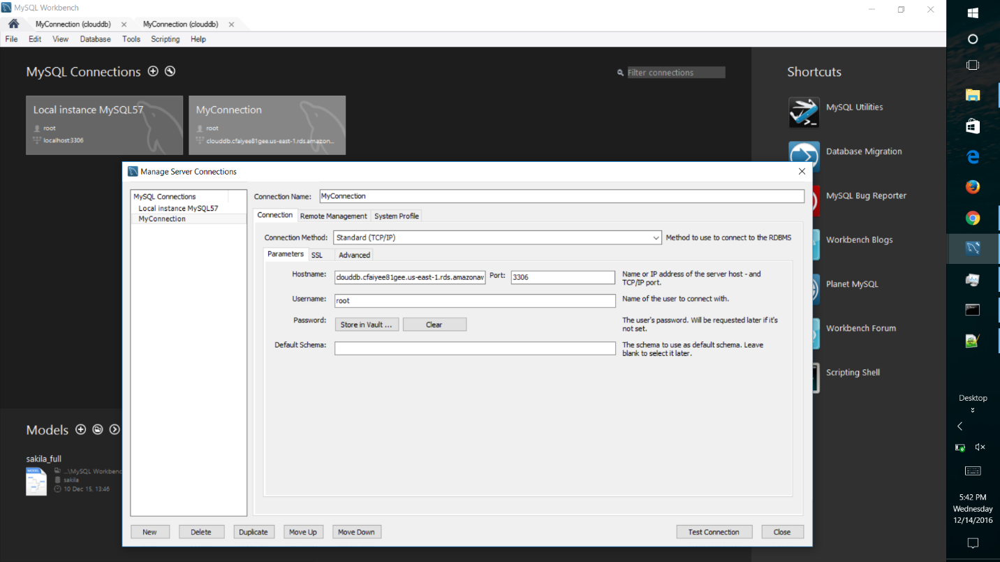 MySQL Workbench
MyConnection (clouddb)
MyConnection (clouddb)
File Edit View Database Tools Scripting Help
MySQL Connections
Filter connections
Local instance MySQL57
root
localhost:3306
MyConnection
root
clouddb.cfaiyee81gee.us-east-1.rds.amazon...
Shortcuts
MySQL Utilities
Database Migration
MySQL Bug Reporter
Workbench Blogs
Planet MySQL
Workbench Forum
Scripting Shell
Manage Server Connections
MySQL Connections
Local instance MySQL57
MyConnection
Connection Name: MyConnection
Connection Remote Management System Profile
Connection Method: Standard (TCP/IP) Method to use to connect to the RDBMS
Parameters SSL Advanced
Hostname: clouddb.cfaiyee81gee.us-east-1.rds.amazonav Port: 3306
Name or IP address of the server host - and
TCP/IP port.
Username: root Name of the user to connect with.
Password: Store in Vault ... Clear
The user's password. Will be requested later if it's
not set.
Default Schema:
The schema to use as default schema. Leave
blank to select it later.
New Delete Duplicate Move Up Move Down Test Connection Close
Models
sakila_full
MODEL
...\MySQL Workbenc
sakila
10 Dec 15, 13:46
Desktop
5:42 PM
Wednesday
12/14/2016